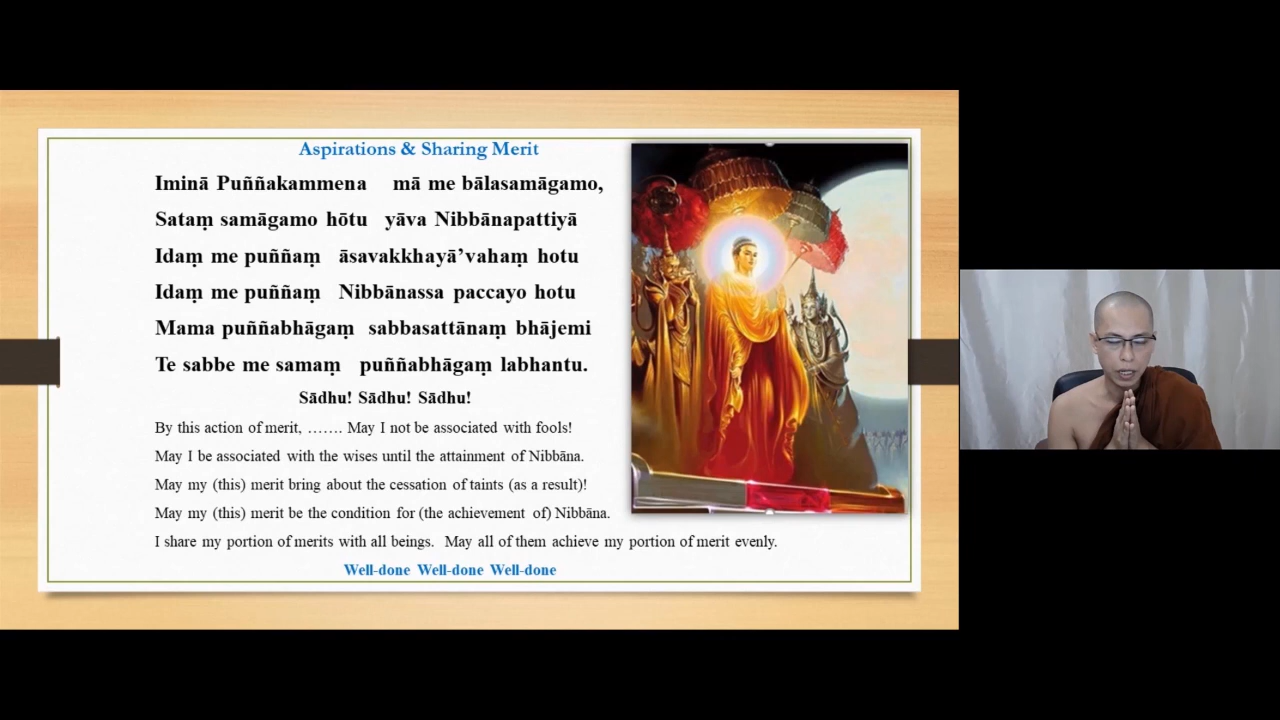 Aspirations & Sharing Merit
Iminā Puññakammena mā me bālasamāgamo,
Sataṃ samāgamo hōtu yāva Nibbānapattiyā
Idaṃ me puññaṃ āsavakkhayā’vahaṃ hotu
Idaṃ me puññaṃ Nibbānassa paccayo hotu
Mama puññabhāgaṃ sabbasattānaṃ bhājemi
Te sabbe me samaṃ puññabhāgaṃ labhantu.
Sādhu! Sādhu! Sādhu!
By this action of merit, ……. May I not be associated with fools!
May I be associated with the wises until the attainment of Nibbāna.
May my (this) merit bring about the cessation of taints (as a result)!
May my (this) merit be the condition for (the achievement of) Nibbāna.
I share my portion of merits with all beings. May all of them achieve my portion of merit evenly.
Well-done Well-done Well-done